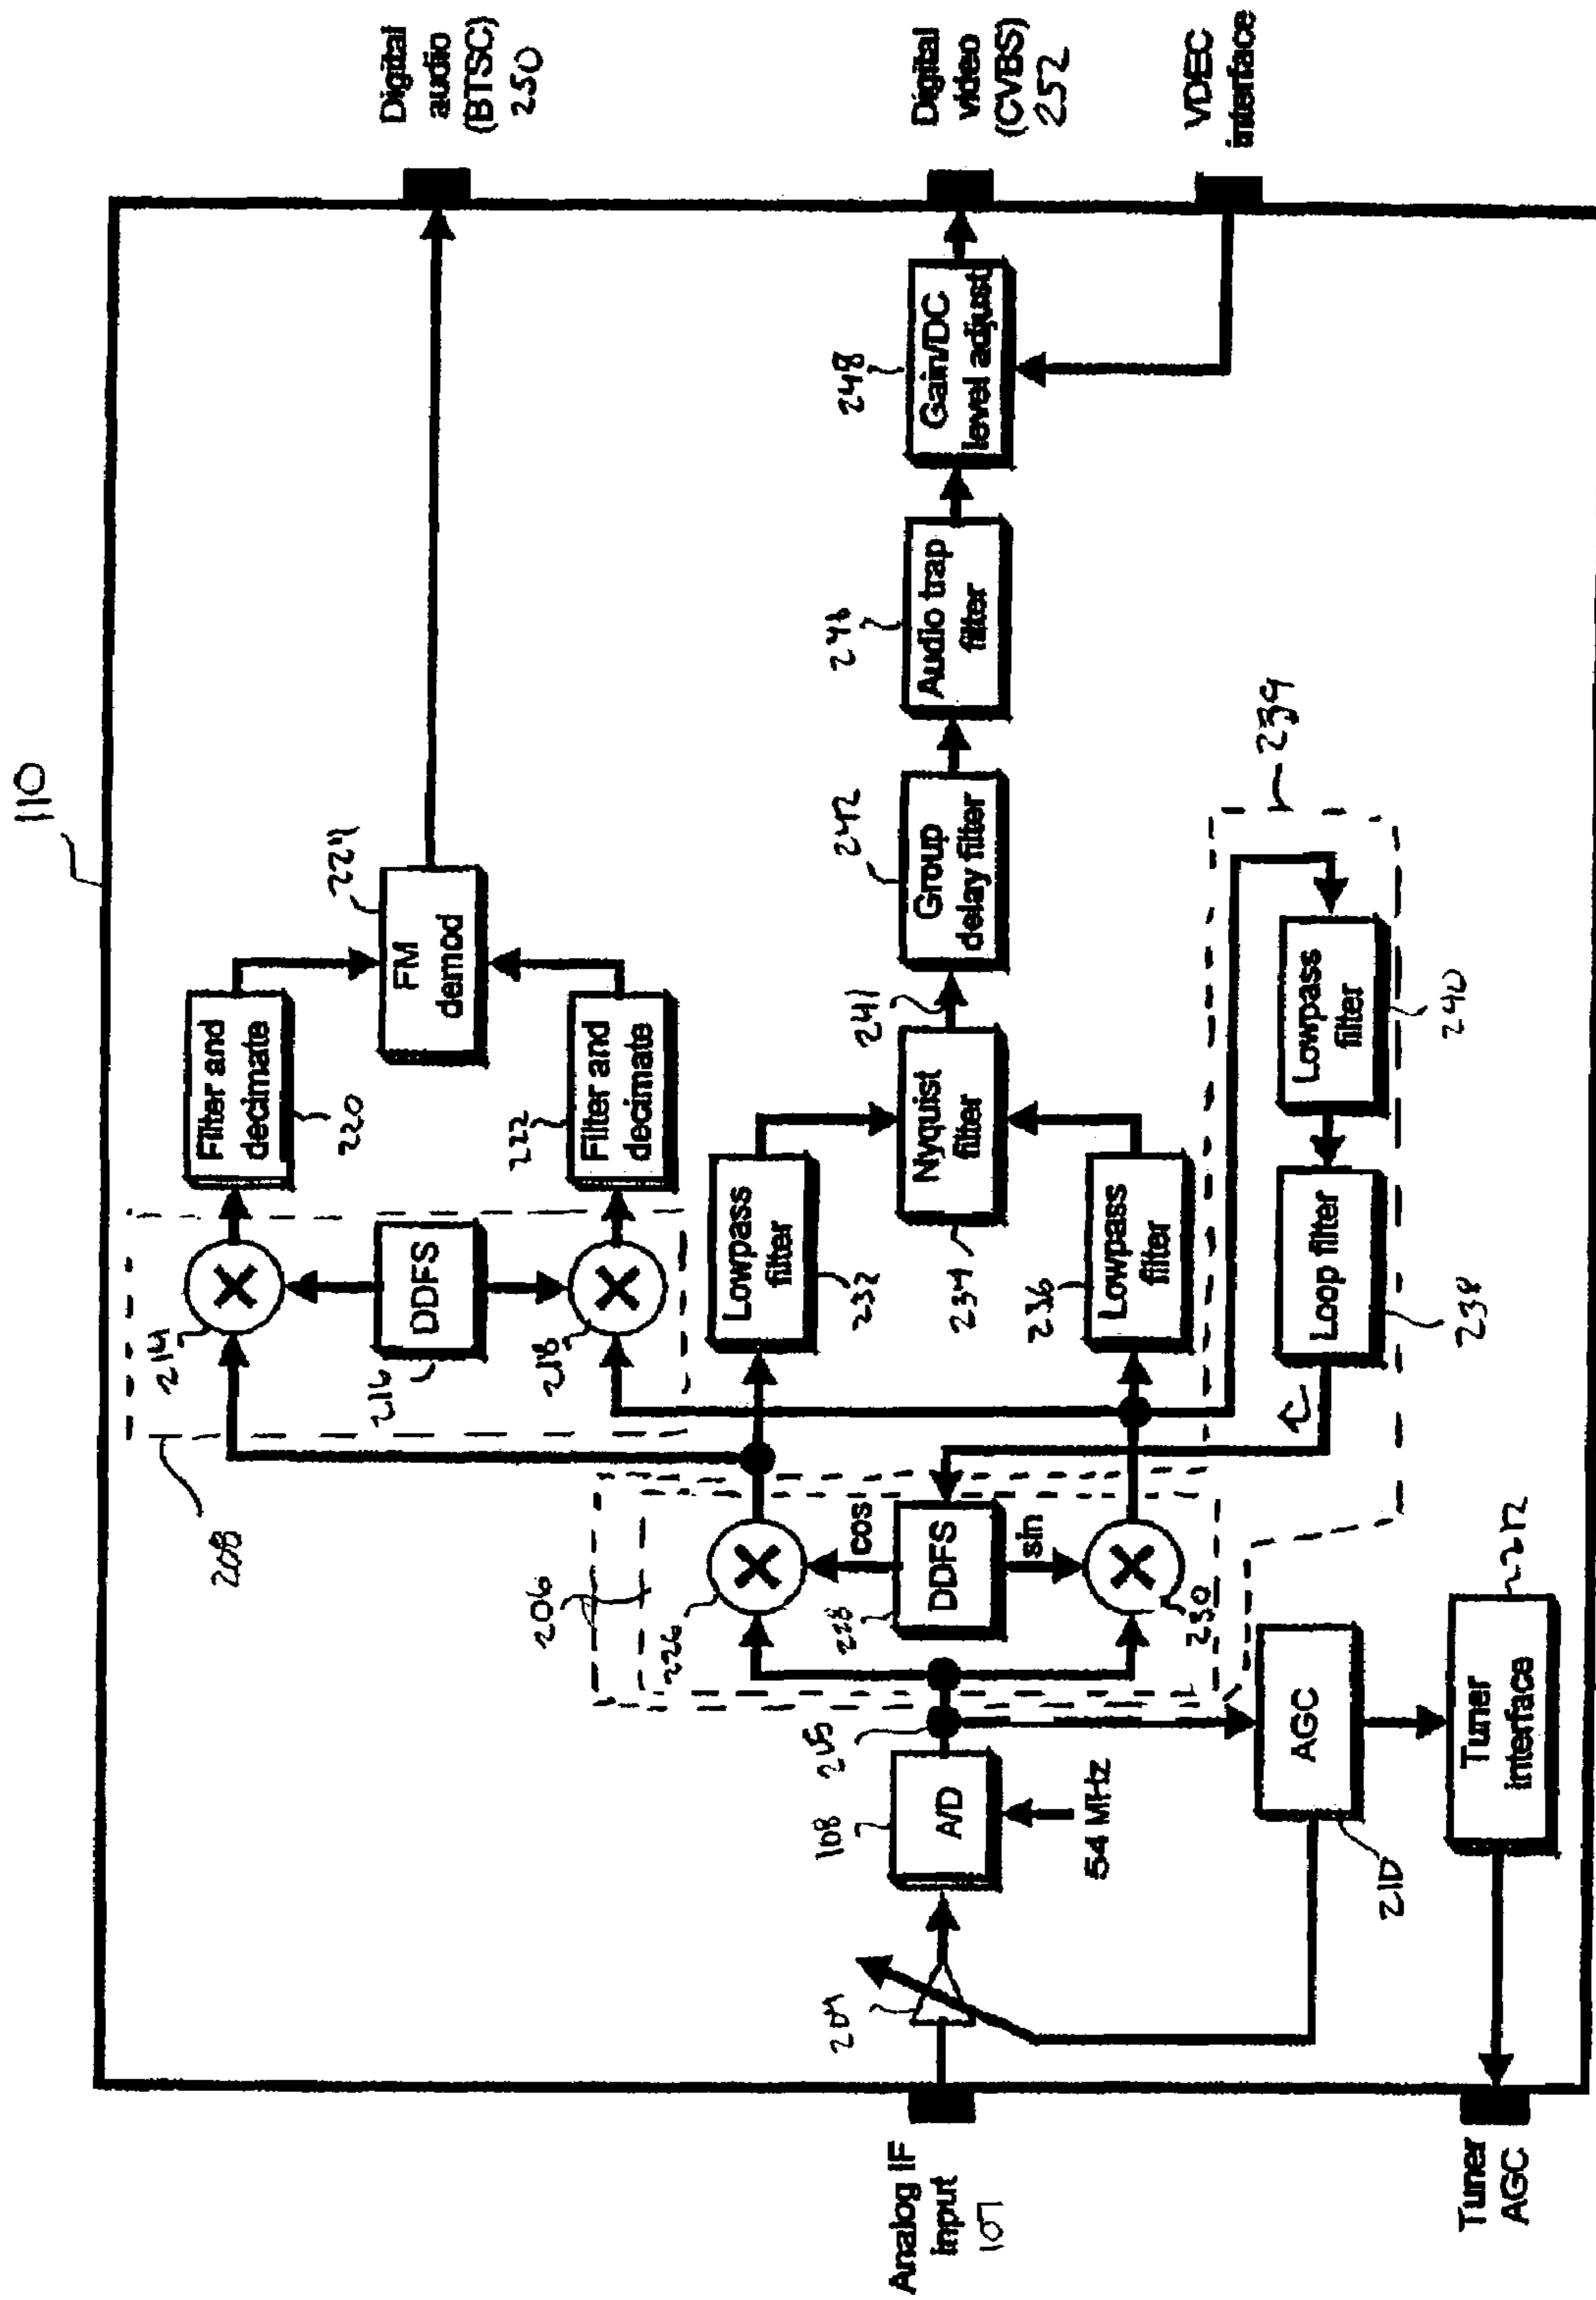 110
Digital
audio
(BTSC)
250
Digital
video
(CVBS)
252
VDEC
interface
Filter and
decimate
220
FM
demod
224
Filter and
decimate
222
214
DDFS
216
218
208
Lowpass
filter
232
Nyquist
filter
234
241
Lowpass
filter
236
Group
delay filter
242
Audio trap
filter
246
Gain/DC
level adjust
248
239
Lowpass
filter
240
Loop filter
238
206
226
cos
DDFS
228
sin
230
A/D
108
54 MHz
204
Analog IF
input
107
AGC
210
Tuner
interface
212
Tuner
AGC